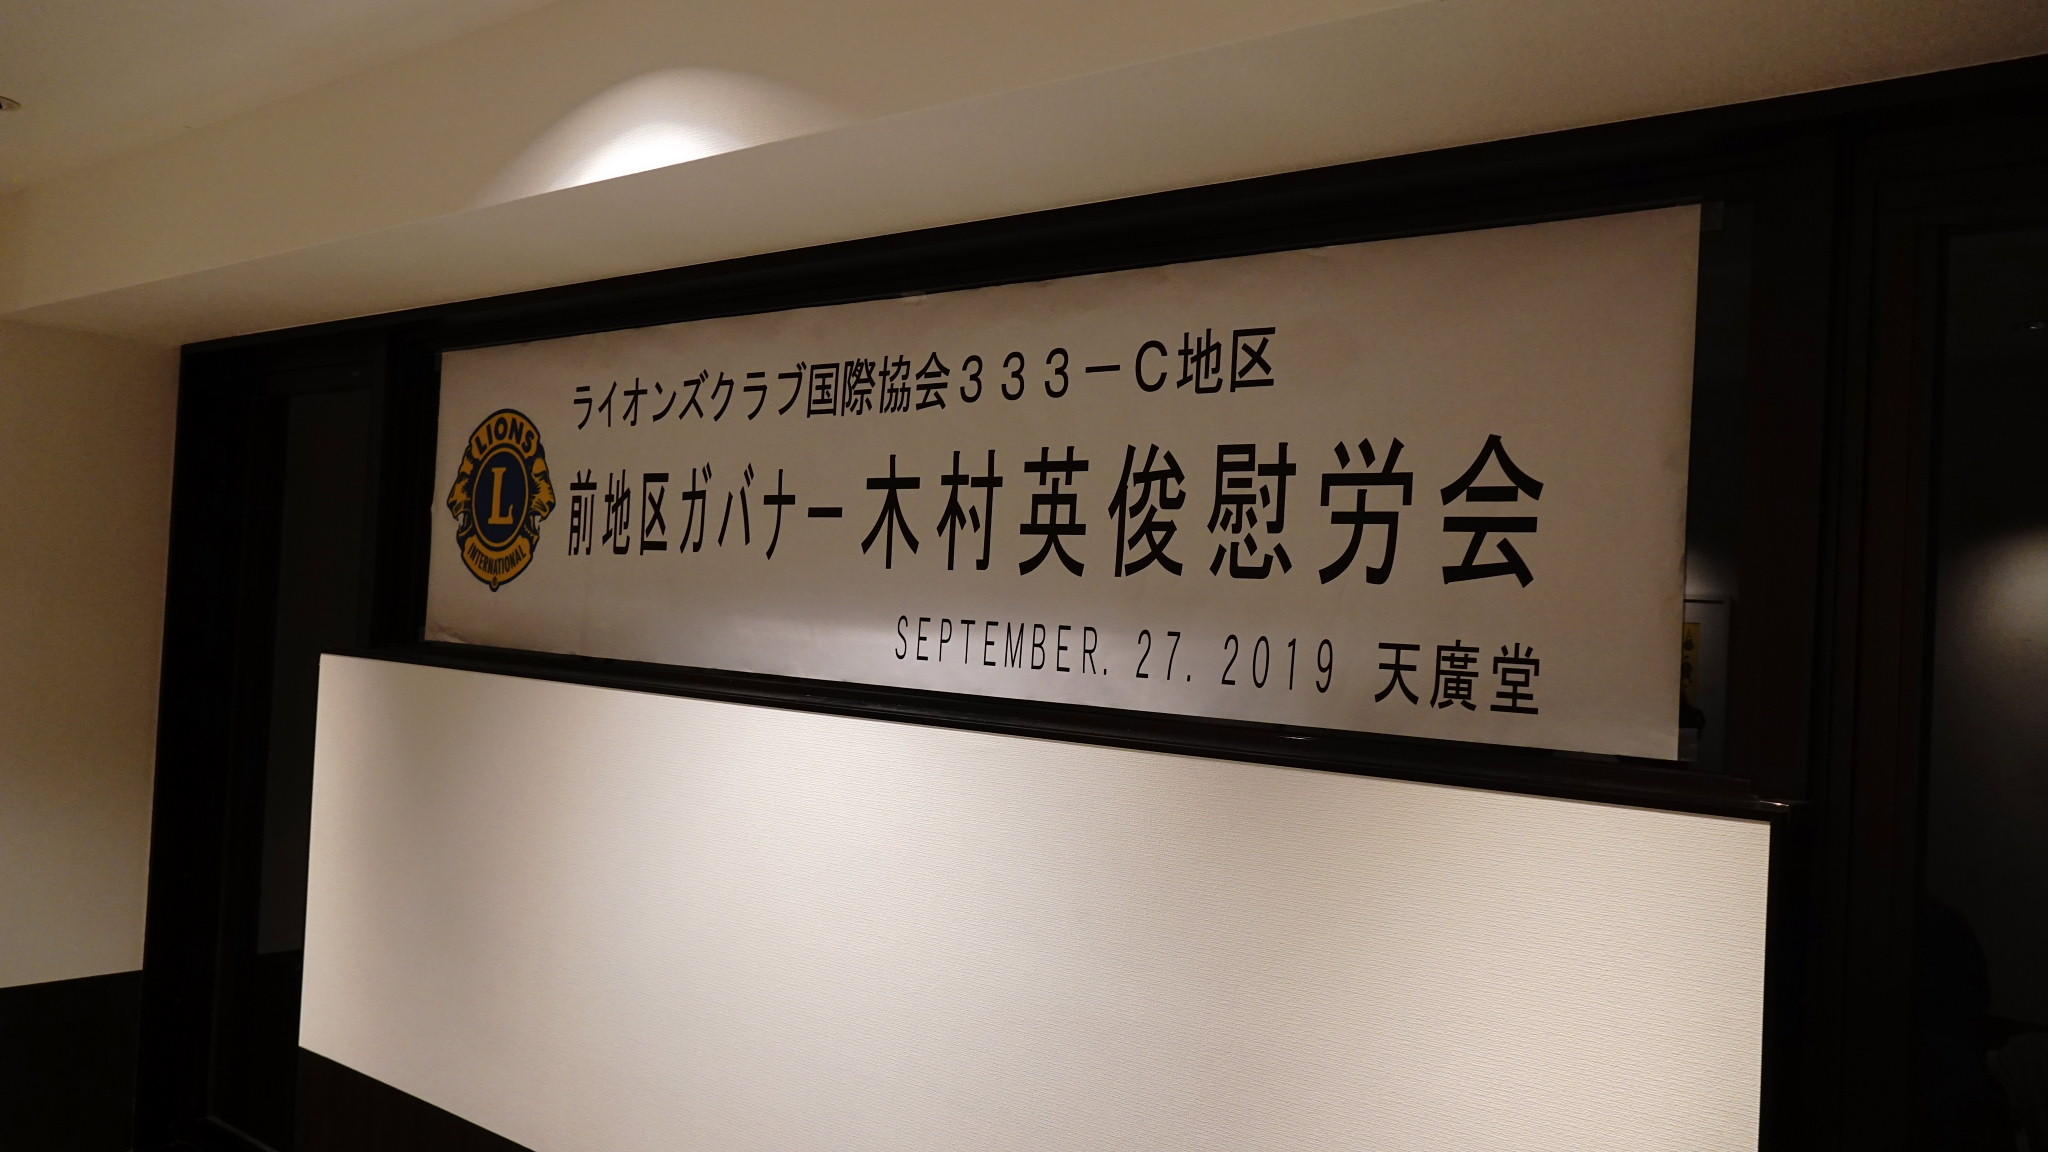 ライオンズクラブ国際協会333-C地区
LIONS
L
INTERNATIONAL
前地区ガバナー木村英俊慰労会
SEPTEMBER. 27. 2019 天廣堂